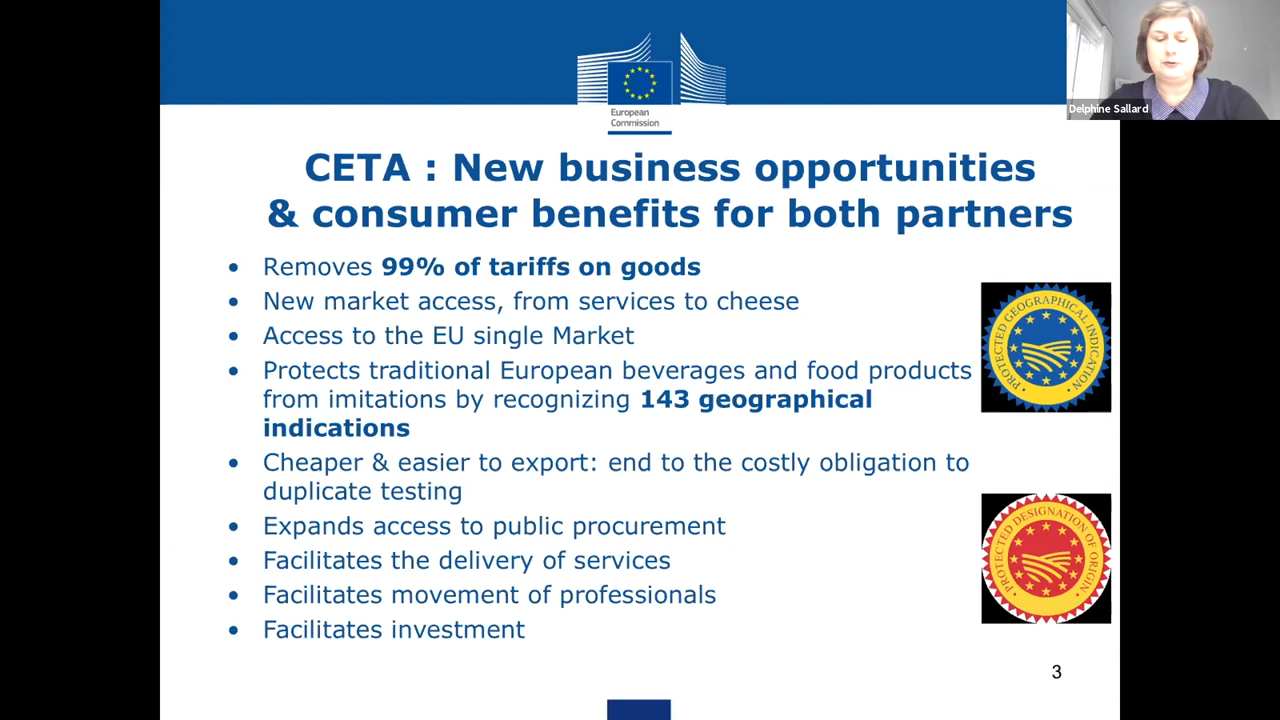 Delphine Sallard
European
Commission
CETA : New business opportunities
& consumer benefits for both partners
• Removes 99% of tariffs on goods
• New market access, from services to cheese
• Access to the EU single Market
• Protects traditional European beverages and food products
from imitations by recognizing 143 geographical
indications
• Cheaper & easier to export: end to the costly obligation to
duplicate testing
• Expands access to public procurement
• Facilitates the delivery of services
• Facilitates movement of professionals
• Facilitates investment
PROTECTED GEOGRAPHICAL INDICATION
PROTECTED DESIGNATION OF ORIGIN
3